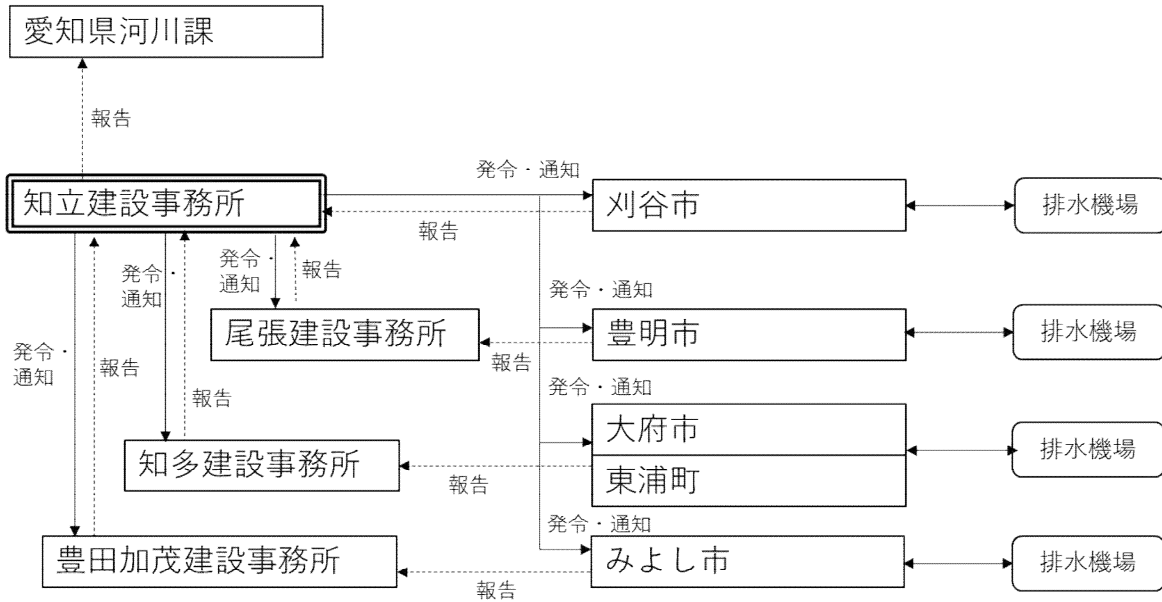 愛知県河川課
報告
発令・通知
知立建設事務所
刈谷市
排水機場
報告
発令・
通知
報告
発令・
通知
報告
発令・通知
尾張建設事務所
豊明市
排水機場
報告
発令・
通知
報告
報告
発令・通知
大府市
東浦町
排水機場
知多建設事務所
報告
発令・通知
豊田加茂建設事務所
みよし市
排水機場
報告